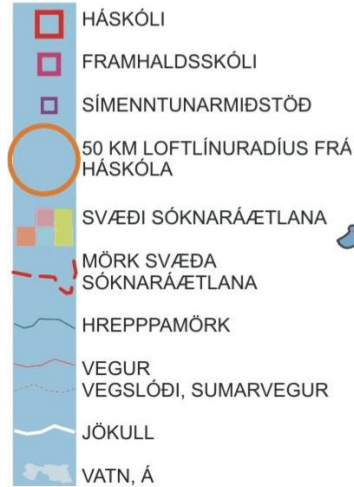 HÁSKÓLI
FRAMHALDSSKÓLI
SÍMENNTUNARMIÐSTÖÐ
50 KM LOFTLÍNURADÍUS FRÁ
HÁSKÓLA
SVÆÐI SÓKNARÁÆTLANA
MÖRK SVÆÐA
SÓKNARÁÆTLANA
HREPPPAMÖRK
VEGUR
VEGSLÓÐI, SUMARVEGUR
JÖKULL
VATN, Á